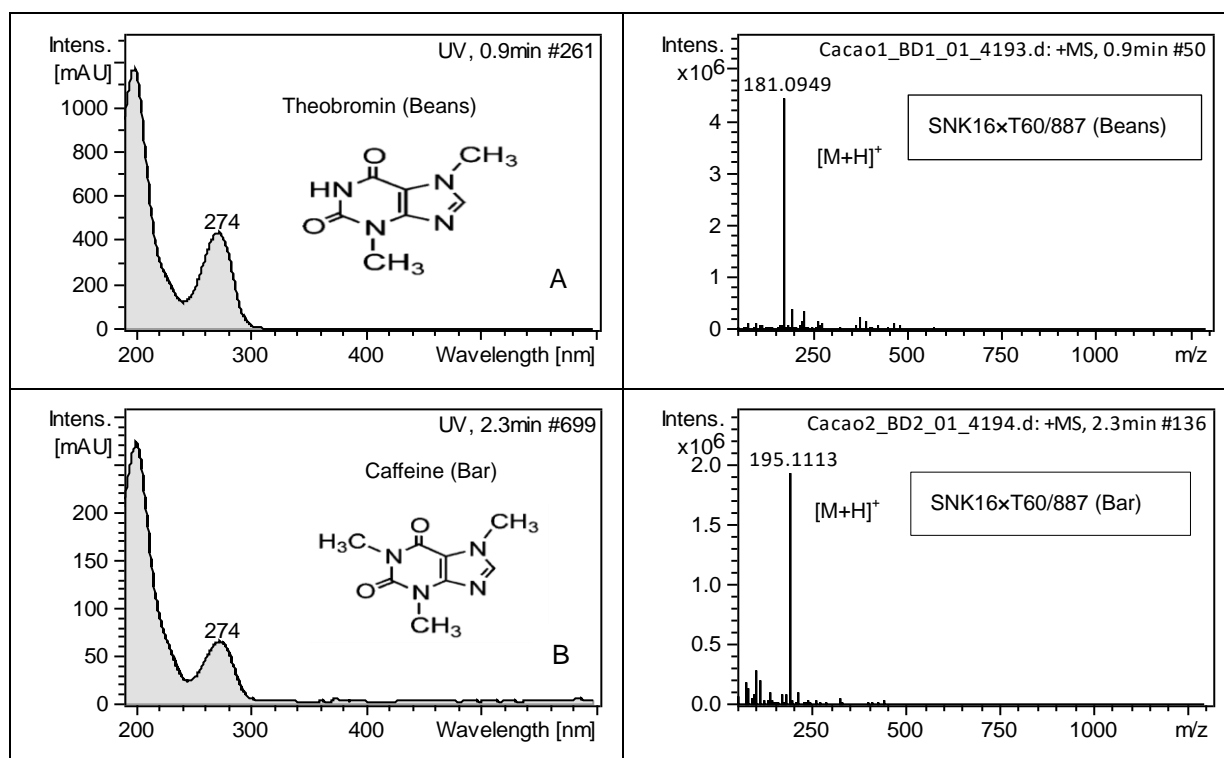 Intens.
[mAU]
UV, 0.9min #261
Theobromin (Beans)
1000
800
600
400
200
0
274
O
HN
O
N
N
N
CH3
CH3
A
200
300
400
Wavelength [nm]
Intens.
x10^6
Cacao1_BD1_01_4193.d: +MS, 0.9min #50
181.0949
[M+H]+
SNK16×T60/887 (Beans)
4
3
2
1
0
250
500
750
1000
m/z
Intens.
[mAU]
UV, 2.3min #699
Caffeine (Bar)
200
150
100
50
0
274
H3C
O
N
O
N
N
N
CH3
CH3
B
200
300
400
Wavelength [nm]
Intens.
x10^6
Cacao2_BD2_01_4194.d: +MS, 2.3min #136
195.1113
[M+H]+
SNK16×T60/887 (Bar)
2.0
1.5
1.0
0.5
0.0
250
500
750
1000
m/z